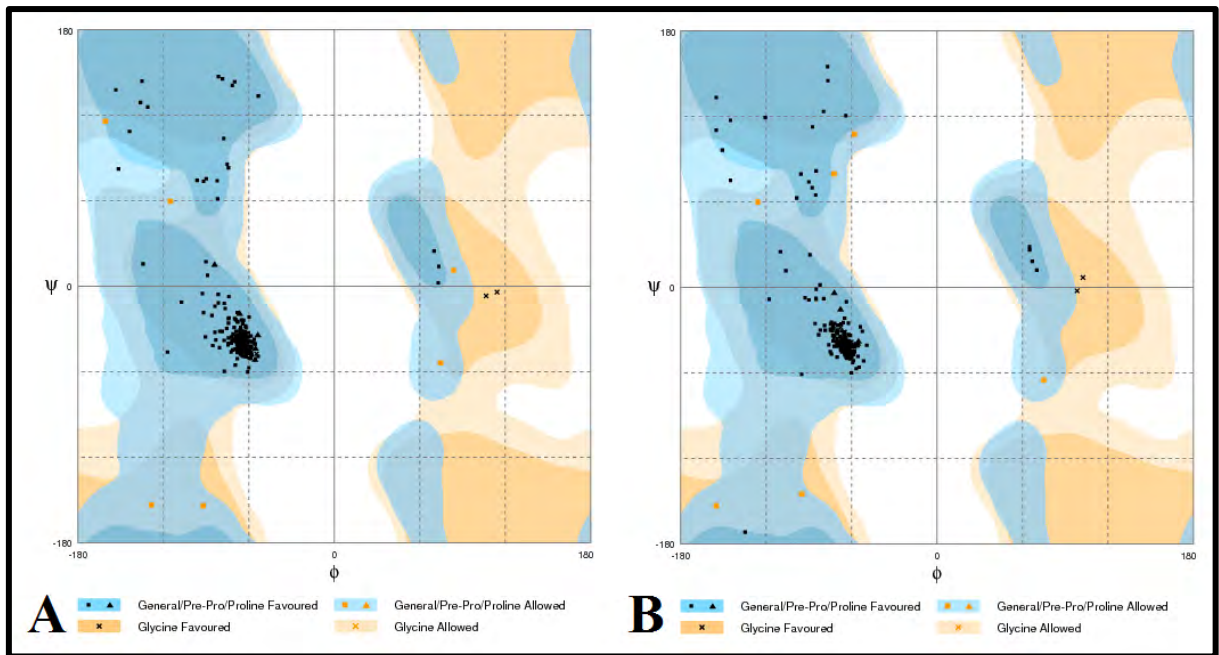 180
ψ
0
-180
-180
0
180
ϕ
A
General/Pre-Pro/Proline Favoured
General/Pre-Pro/Proline Allowed
Glycine Favoured
Glycine Allowed
180
ψ
0
-180
-180
0
180
ϕ
B
General/Pre-Pro/Proline Favoured
General/Pre-Pro/Proline Allowed
Glycine Favoured
Glycine Allowed